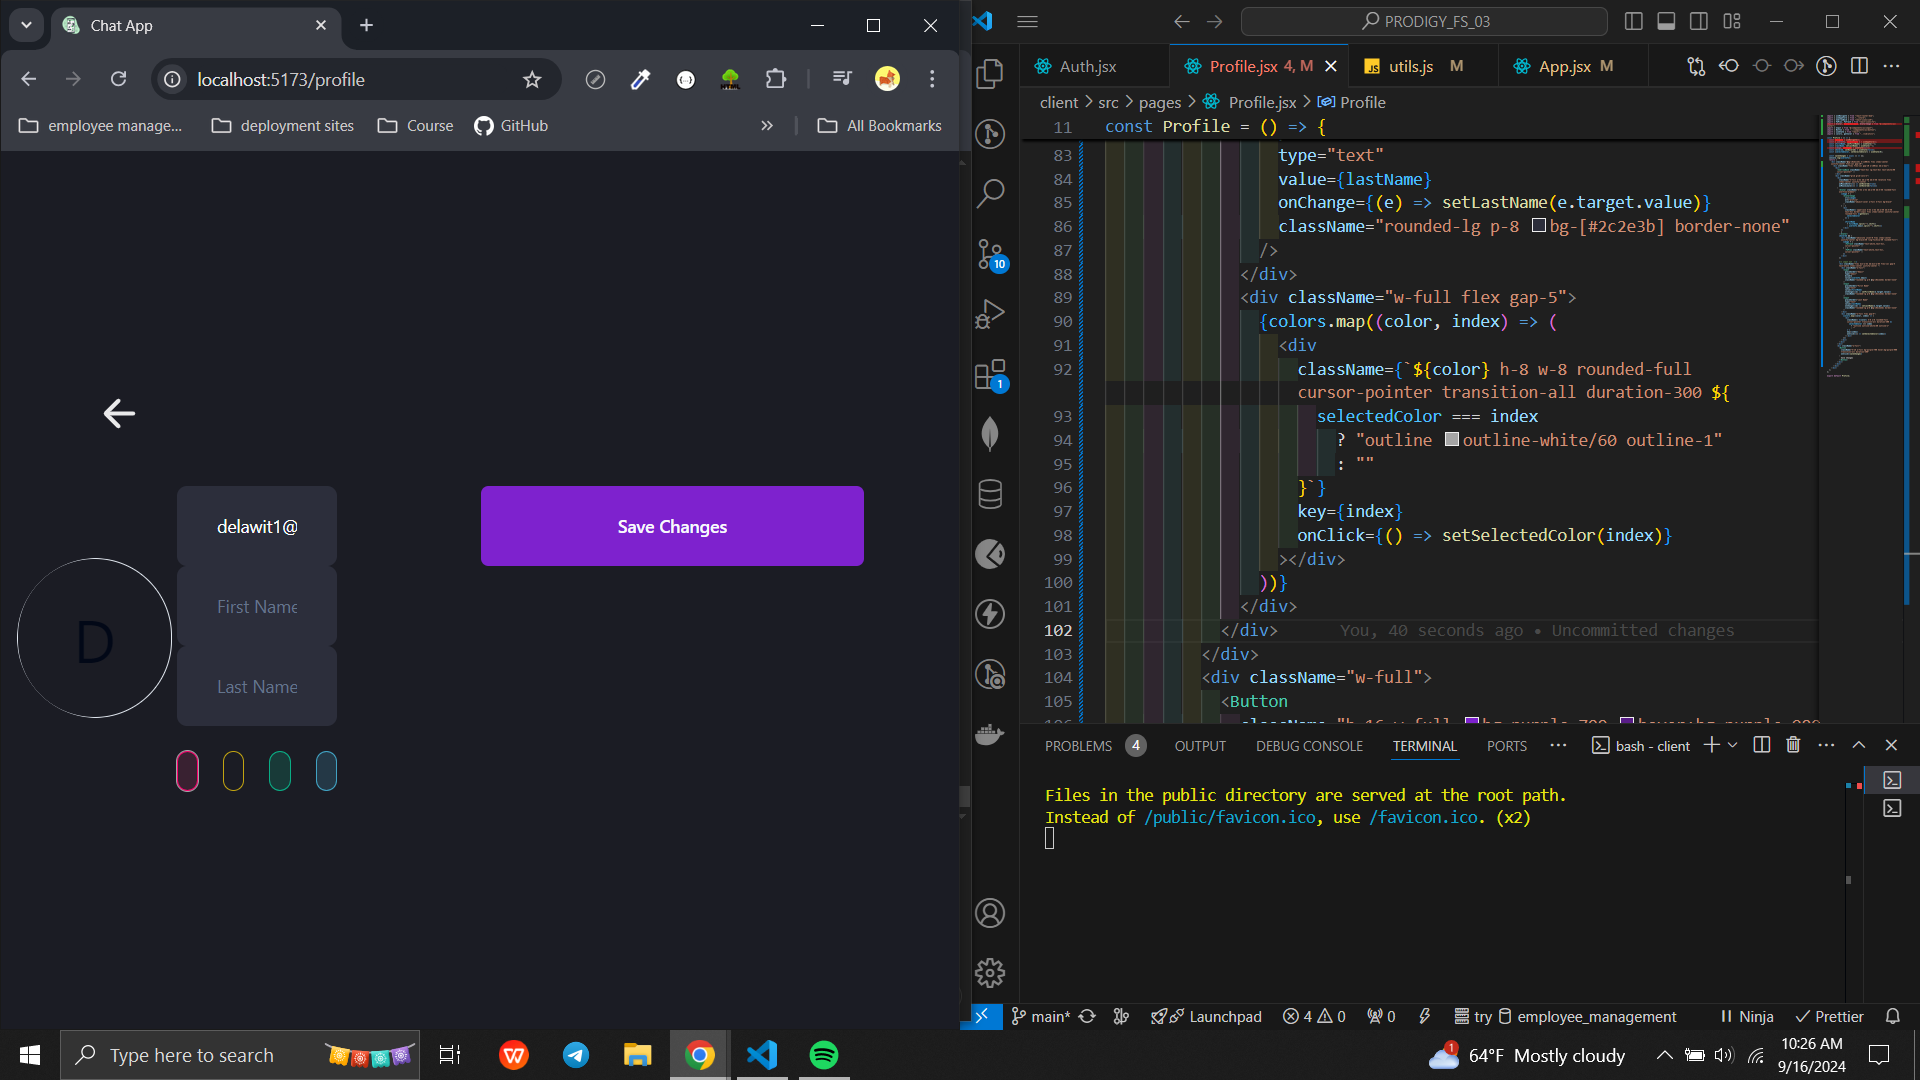 Chat App
localhost:5173/profile
employee manage...
deployment sites
Course
GitHub
»
All Bookmarks
delawit1@
First Name
Last Name
D
Save Changes
PRODIGY_FS_03
Auth.jsx
Profile.jsx 4, M
utils.js M
App.jsx M
client > src > pages > Profile.jsx > Profile
11 const Profile = () => {
83 type="text"
84 value={lastName}
85 onChange={(e) => setLastName(e.target.value)}
86 className="rounded-lg p-8 bg-[#2c2e3b] border-none"
87 />
88 </div>
89 <div className="w-full flex gap-5">
90 {colors.map((color, index) => (
91 <div
92 className={`${color} h-8 w-8 rounded-full
cursor-pointer transition-all duration-300 ${
93 selectedColor === index
94 ? "outline outline-white/60 outline-1"
95 : ""
96 }`}
97 key={index}
98 onClick={() => setSelectedColor(index)}
99 ></div>
100 ))}
101 </div>
102 </div> You, 40 seconds ago • Uncommitted changes
103 </div>
104 <div className="w-full">
105 <Button
10
1
PROBLEMS 4
OUTPUT
DEBUG CONSOLE
TERMINAL
PORTS
bash - client
Files in the public directory are served at the root path.
Instead of /public/favicon.ico, use /favicon.ico. (x2)
main*
Launchpad
4
0
0
try
employee_management
Ninja
Prettier
Type here to search
1
64°F Mostly cloudy
10:26 AM
9/16/2024